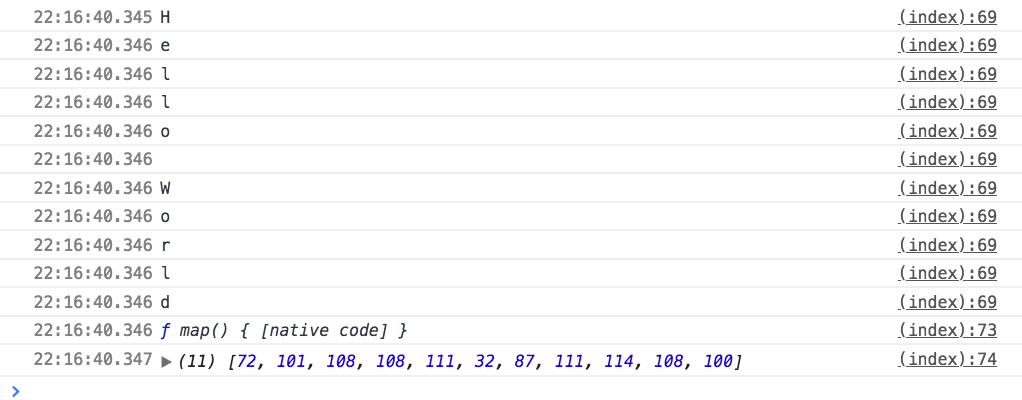 22:16:40.345 H (index):69
22:16:40.346 e (index):69
22:16:40.346 l (index):69
22:16:40.346 l (index):69
22:16:40.346 o (index):69
22:16:40.346 (index):69
22:16:40.346 W (index):69
22:16:40.346 o (index):69
22:16:40.346 r (index):69
22:16:40.346 l (index):69
22:16:40.346 d (index):69
22:16:40.346 ƒ map() { [native code] } (index):73
22:16:40.347 ▶(11) [72, 101, 108, 108, 111, 32, 87, 111, 114, 108, 100] (index):74
>